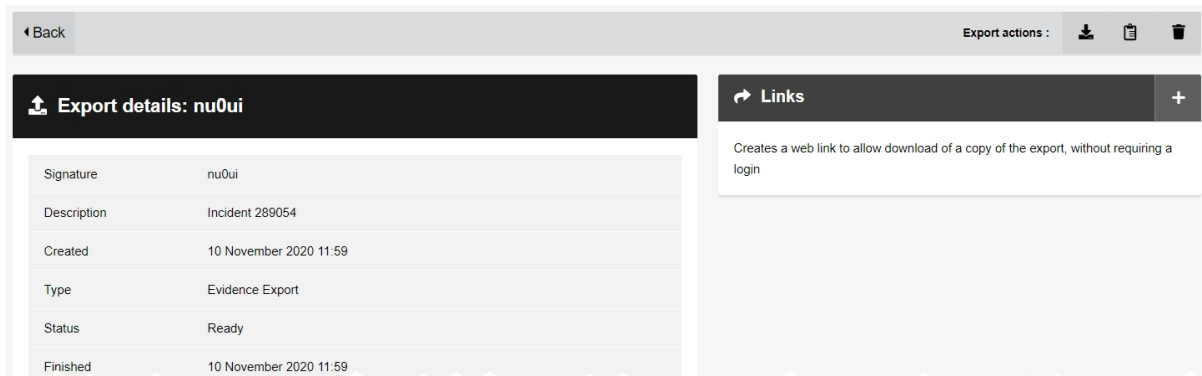 Back
Export actions :
Export details: nu0ui
Signature nu0ui
Description Incident 289054
Created 10 November 2020 11:59
Type Evidence Export
Status Ready
Finished 10 November 2020 11:59
Links
Creates a web link to allow download of a copy of the export, without requiring a
login